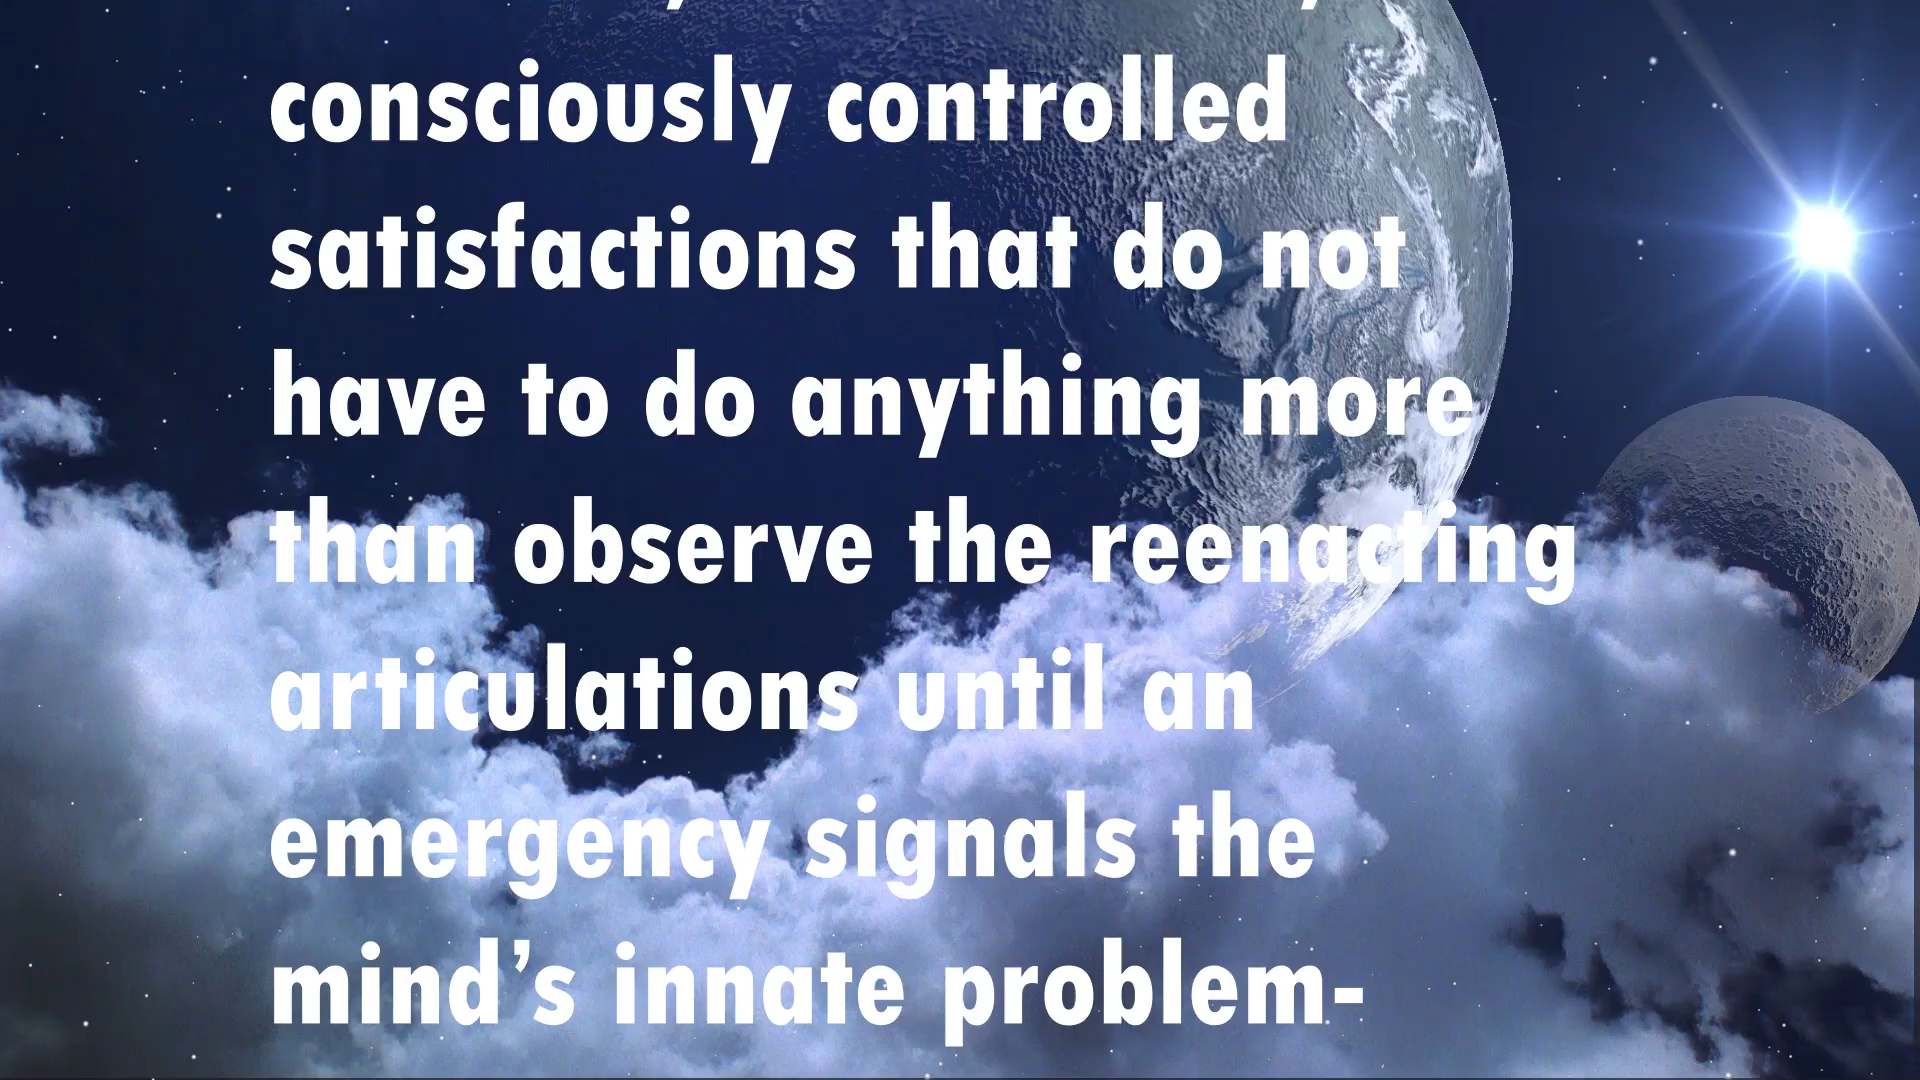 consciously controlled
satisfactions that do not
have to do anything more
than observe the reenacting
articulations until an
emergency signals the
mind’s innate problem-